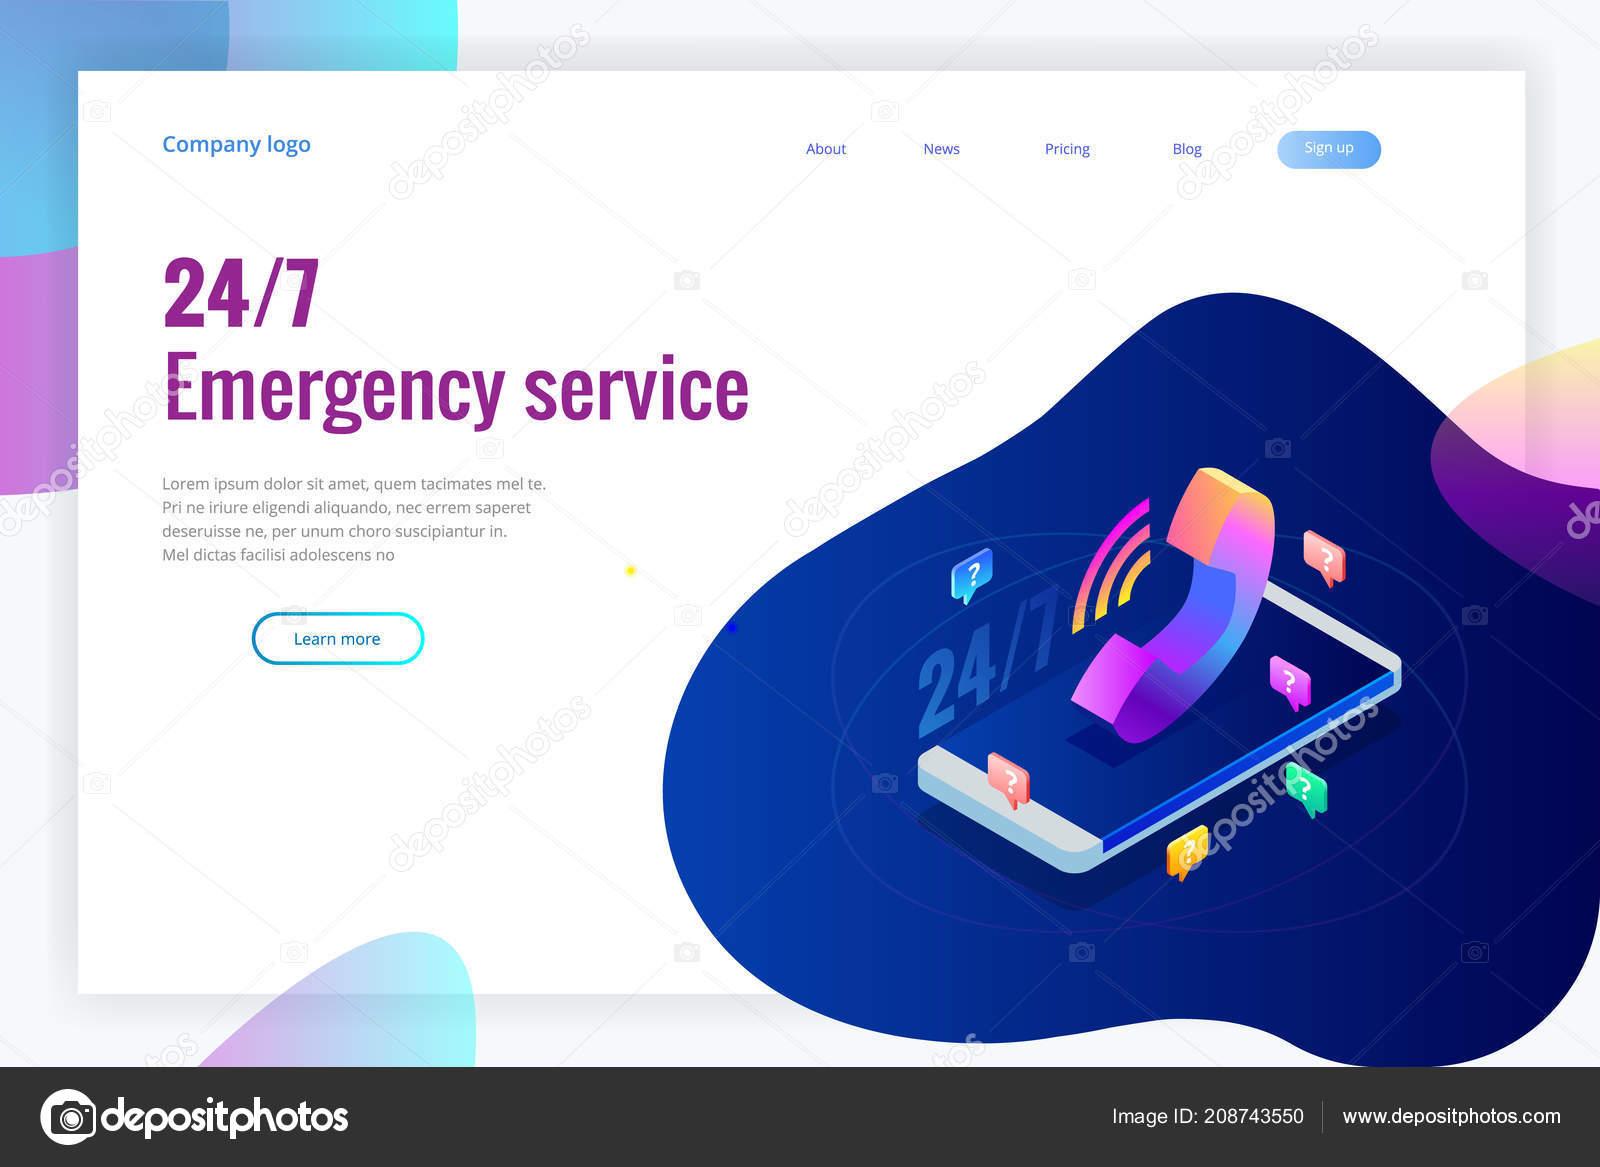 Company logo
About
News
Pricing
Blog
Sign up
24/7
Emergency service
Lorem ipsum dolor sit amet, quem tacimates mel te.
Pri ne iriure eligendi aliquando, nec errem saperet
deseruisse ne, per unum choro suscipiantur in.
Mel dictas facilisi adolescens no
Learn more
24/7
?
?
?
?
?
?
depositphotos
Image ID: 208743550
www.depositphotos.com